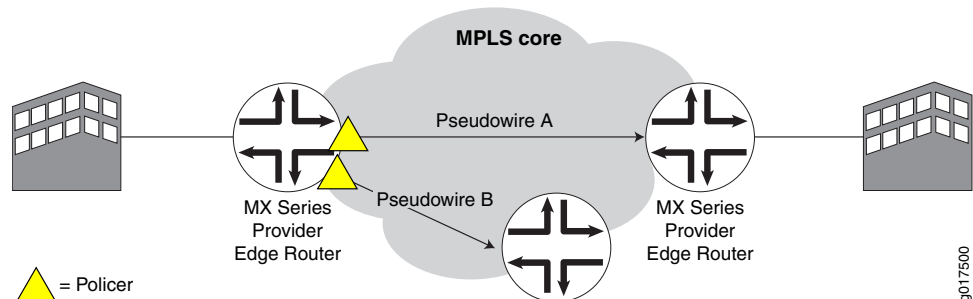 MPLS core
Pseudowire A
Pseudowire B
MX Series
Provider
Edge Router
MX Series
Provider
Edge Router
= Policer
g017500